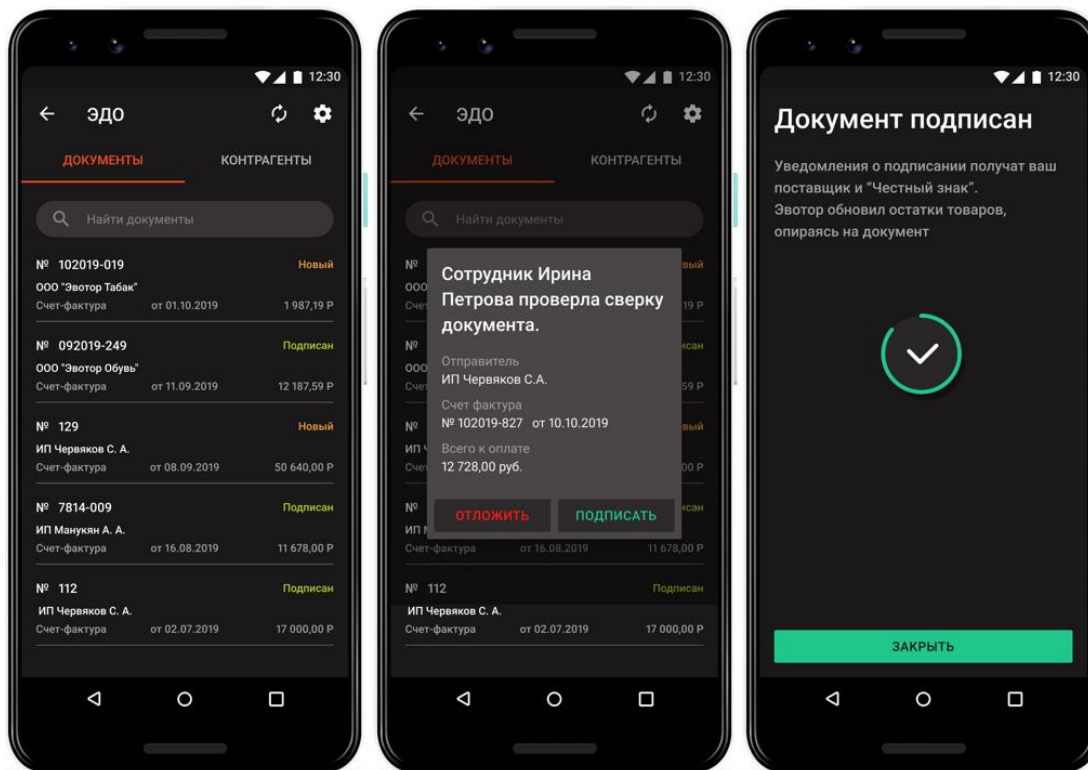 12:30
ЭДО
ДОКУМЕНТЫ КОНТРАГЕНТЫ
Найти документы
№ 102019-019 Новый
ООО "Эвотор Табак"
Счет-фактура от 01.10.2019 1 987,19 Р
№ 092019-249 Подписан
ООО "Эвотор Обувь"
Счет-фактура от 11.09.2019 12 187,59 Р
№ 129 Новый
ИП Червяков С. А.
Счет-фактура от 08.09.2019 50 640,00 Р
№ 7814-009 Подписан
ИП Манукян А. А.
Счет-фактура от 16.08.2019 11 678,00 Р
№ 112 Подписан
ИП Червяков С. А.
Счет-фактура от 02.07.2019 17 000,00 Р
12:30
ЭДО
ДОКУМЕНТЫ КОНТРАГЕНТЫ
Найти документы
Сотрудник Ирина
Петрова проверла сверку
документа.
Отправитель
ИП Червяков С.А.
Счет фактура
№ 102019-827 от 10.10.2019
Всего к оплате
12 728,00 руб.
ОТЛОЖИТЬ ПОДПИСАТЬ
Счет-фактура от 16.08.2019 11 678,00 Р
№ 112 Подписан
ИП Червяков С. А.
Счет-фактура от 02.07.2019 17 000,00 Р
12:30
Документ подписан
Уведомления о подписании получат ваш
поставщик и "Честный знак".
Эвотор обновил остатки товаров,
опираясь на документ
ЗАКРЫТЬ